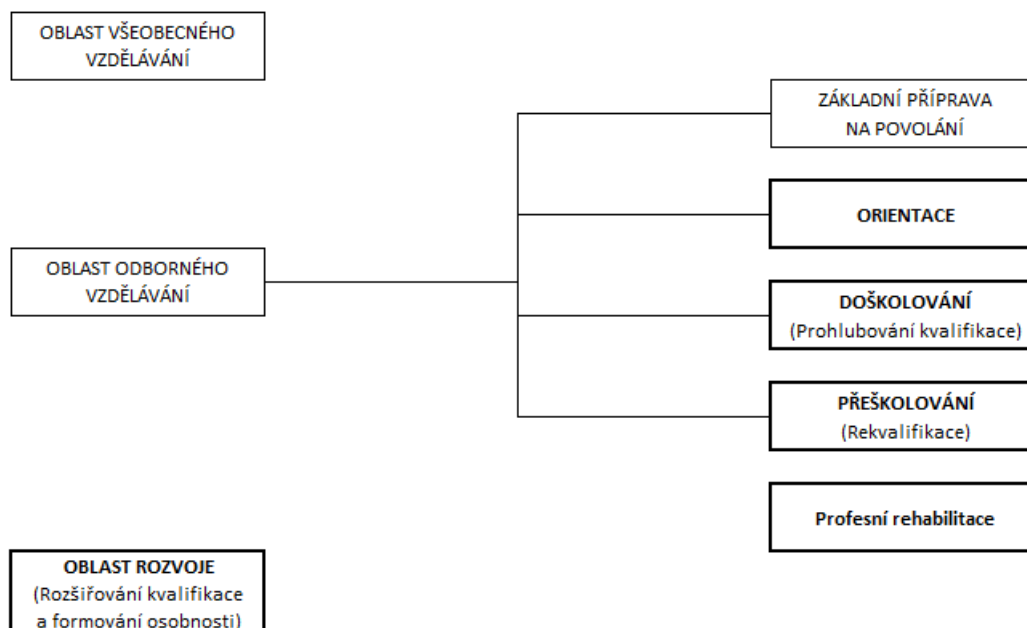 OBLAST VŠEOBECNÉHO
VZDĚLÁVÁNÍ
ZÁKLADNÍ PŘÍPRAVA
NA POVOLÁNÍ
ORIENTACE
OBLAST ODBORNÉHO
VZDĚLÁVÁNÍ
DOŠKOLOVÁNÍ
(Prohlubování kvalifikace)
PŘEŠKOLOVÁNÍ
(Rekvalifikace)
Profesní rehabilitace
OBLAST ROZVOJE
(Rozšiřování kvalifikace
a formování osobnosti)